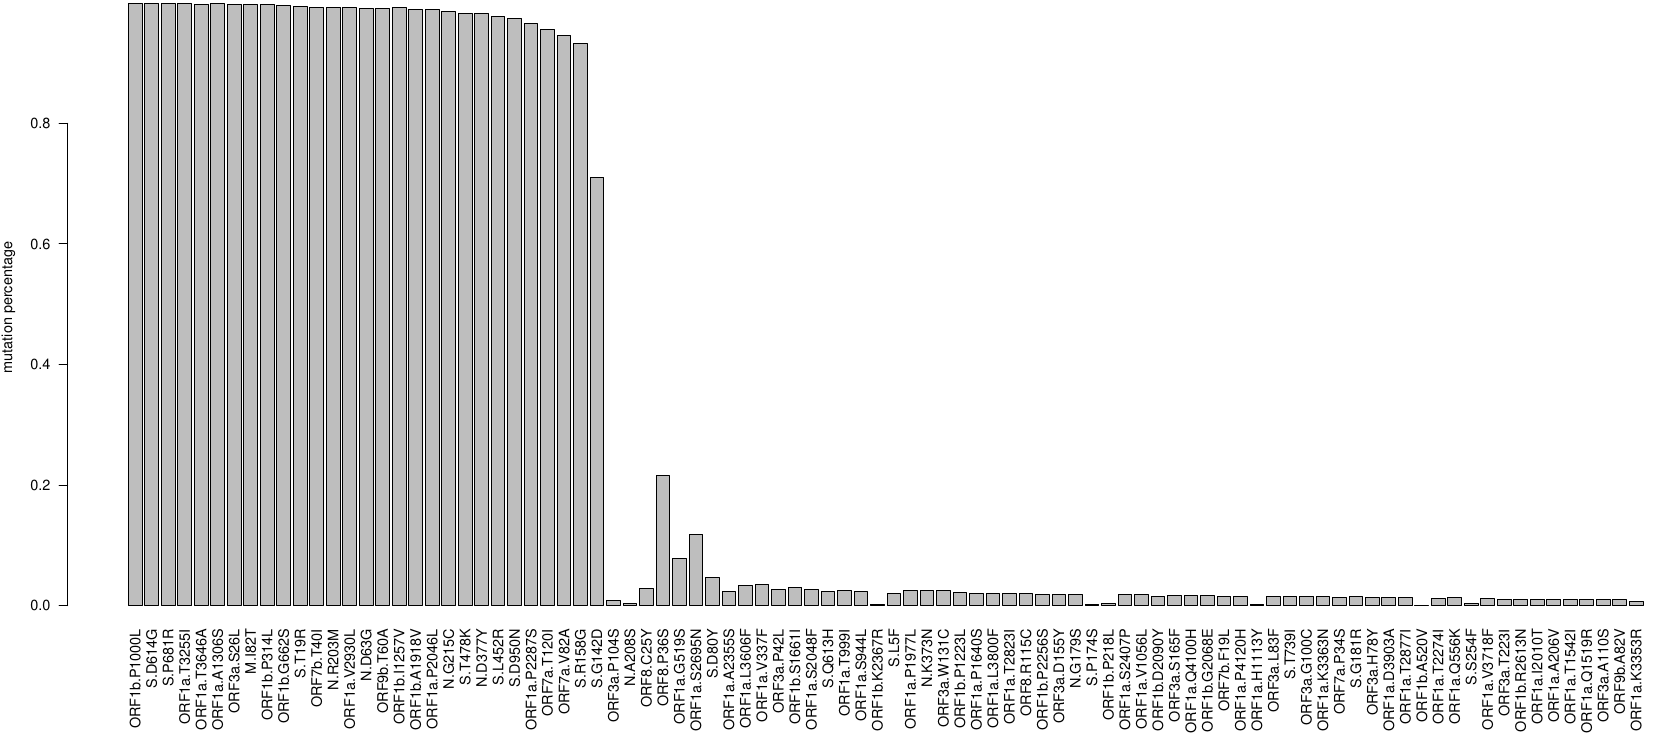 mutation percentage
0.8
0.6
0.4
0.2
0.0
ORF1b.P1000L
S.D614G
S.P681R
ORF1a.T3255I
ORF1a.T3646A
ORF1a.A1306S
ORF3a.S26L
M.I82T
ORF1b.P314L
ORF1b.G662S
S.T19R
ORF7b.T40I
N.R203M
ORF1a.V2930L
N.D63G
ORF9b.T60A
ORF1b.I1257V
ORF1b.A1918V
ORF1a.P2046L
N.G215C
S.T478K
N.D377Y
S.L452R
S.D950N
ORF1a.P2287S
ORF7a.T120I
ORF7a.V82A
S.R158G
S.G142D
ORF3a.P104S
N.A208S
ORF8.C25Y
ORF8.P36S
ORF1a.G519S
ORF1a.S2695N
S.D80Y
ORF1a.A2355S
ORF1a.L3606F
ORF1a.V337F
ORF3a.P42L
ORF1b.S1661I
ORF1a.S2048F
S.Q613H
ORF1a.T999I
ORF1a.S944L
ORF1b.K2367R
S.L5F
ORF1a.P1977L
N.K373N
ORF3a.W131C
ORF1b.P1223L
ORF1a.P1640S
ORF1a.L3800F
ORF1a.T2823I
ORF8.R115C
ORF1b.P2256S
ORF3a.D155Y
N.G179S
S.P174S
ORF1b.P218L
ORF1a.S2407P
ORF1a.V1056L
ORF1b.D2090Y
ORF3a.S165F
ORF1a.Q4100H
ORF1b.G2068E
ORF7b.F19L
ORF1a.P4120H
ORF1a.H1113Y
ORF3a.L83F
S.T739I
ORF3a.G100C
ORF1a.K3363N
ORF7a.P34S
S.G181R
ORF3a.H78Y
ORF1a.D3903A
ORF1a.T2877I
ORF1b.A520V
ORF1a.T2274I
ORF1a.Q556K
S.S254F
ORF1a.V3718F
ORF3a.T223I
ORF1b.R2613N
ORF1a.I2010T
ORF1a.A206V
ORF1a.T1542I
ORF1a.Q1519R
ORF3a.A110S
ORF9b.A82V
ORF1a.K3353R